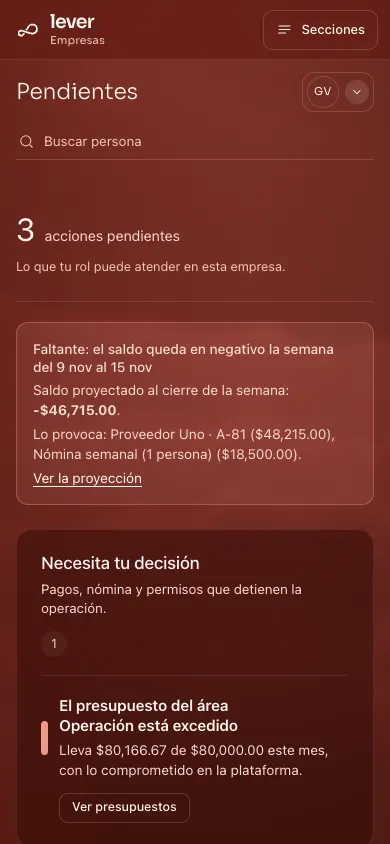 lever
Empresas
Secciones
Pendientes
GV
Buscar persona
3 acciones pendientes
Lo que tu rol puede atender en esta empresa.
Faltante: el saldo queda en negativo la semana
del 9 nov al 15 nov
Saldo proyectado al cierre de la semana:
-$46,715.00.
Lo provoca: Proveedor Uno · A-81 ($48,215.00),
Nómina semanal (1 persona) ($18,500.00).
Ver la proyección
Necesita tu decisión
Pagos, nómina y permisos que detienen la
operación.
1
El presupuesto del área
Operación está excedido
Lleva $80,166.67 de $80,000.00 este mes,
con lo comprometido en la plataforma.
Ver presupuestos